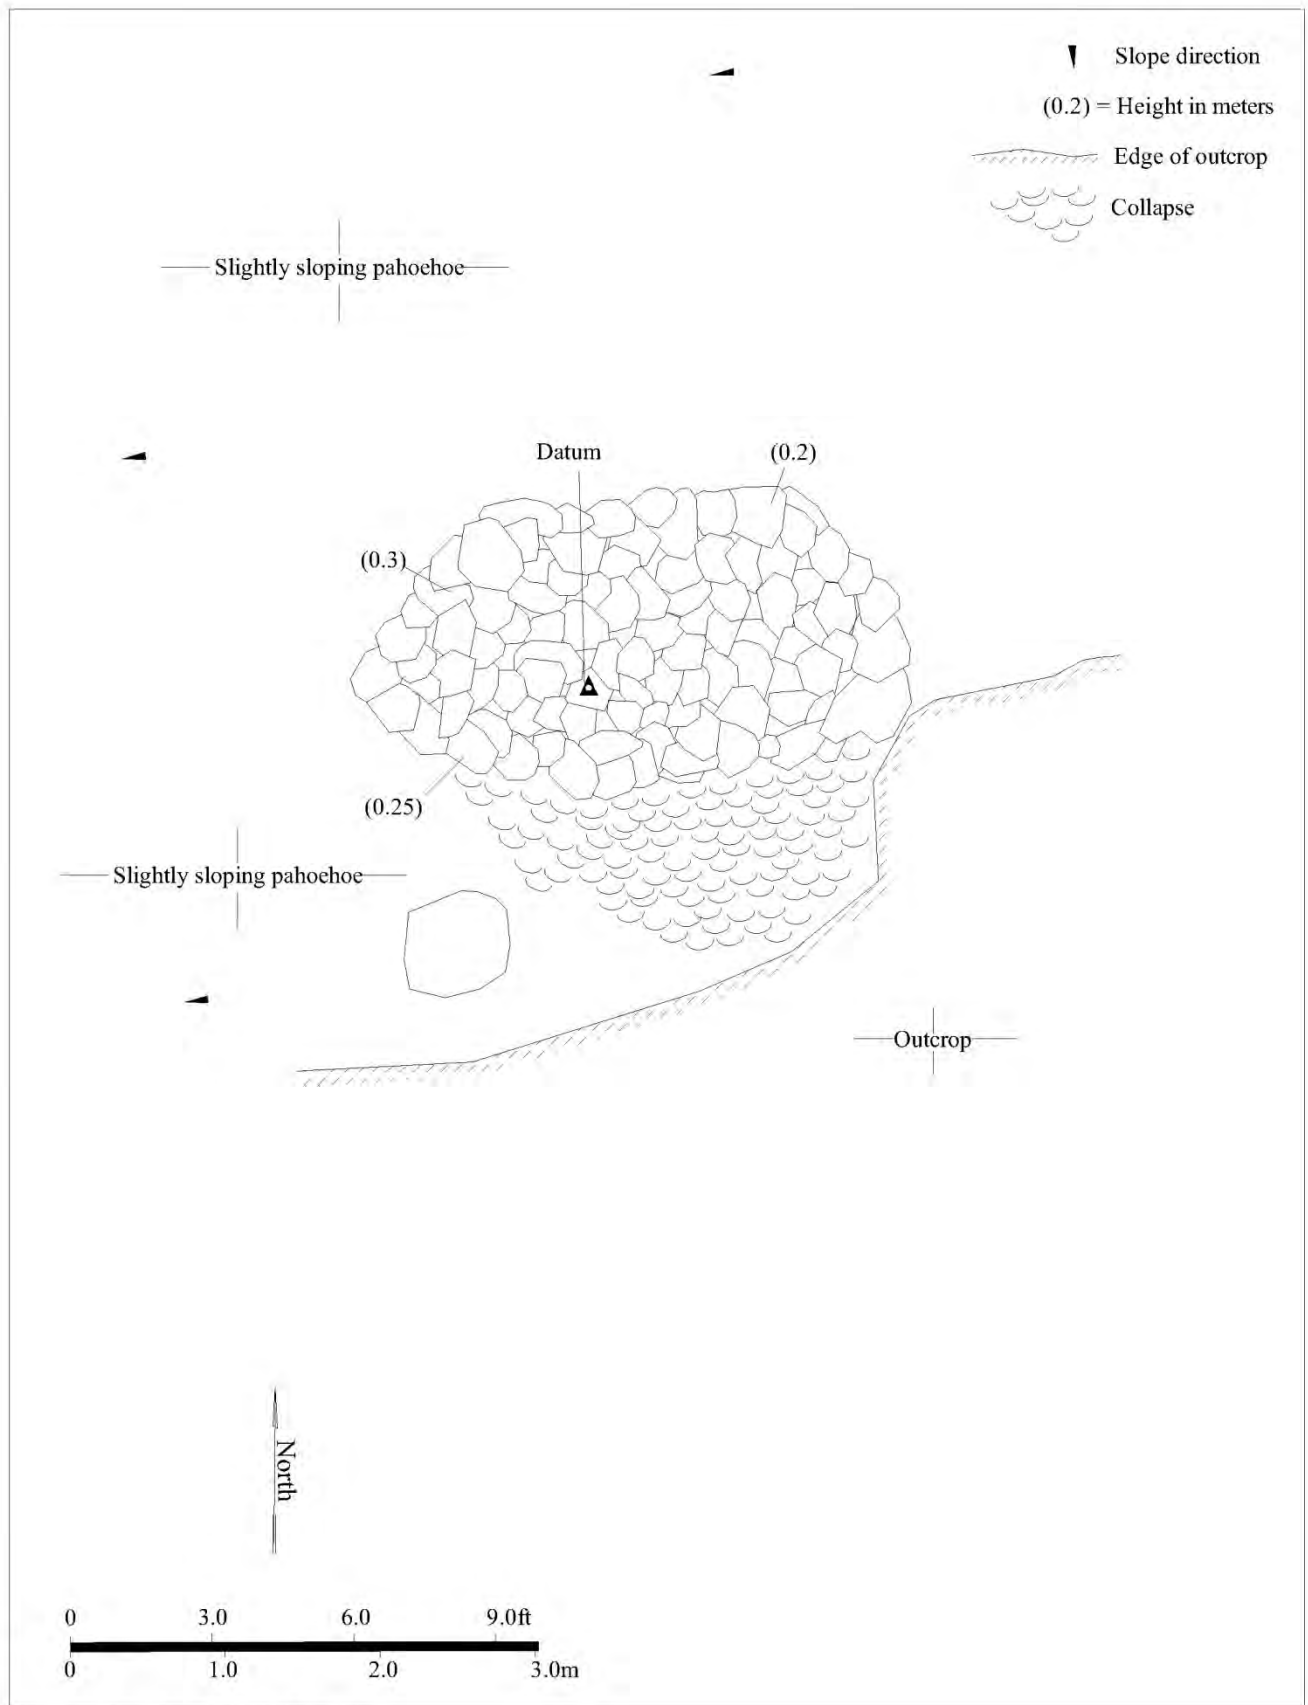 Slope direction
(0.2) = Height in meters
Edge of outcrop
Collapse
Slightly sloping pahoehoe
Datum
(0.2)
(0.3)
(0.25)
Slightly sloping pahoehoe
Outcrop
North
0 3.0 6.0 9.0ft
0 1.0 2.0 3.0m